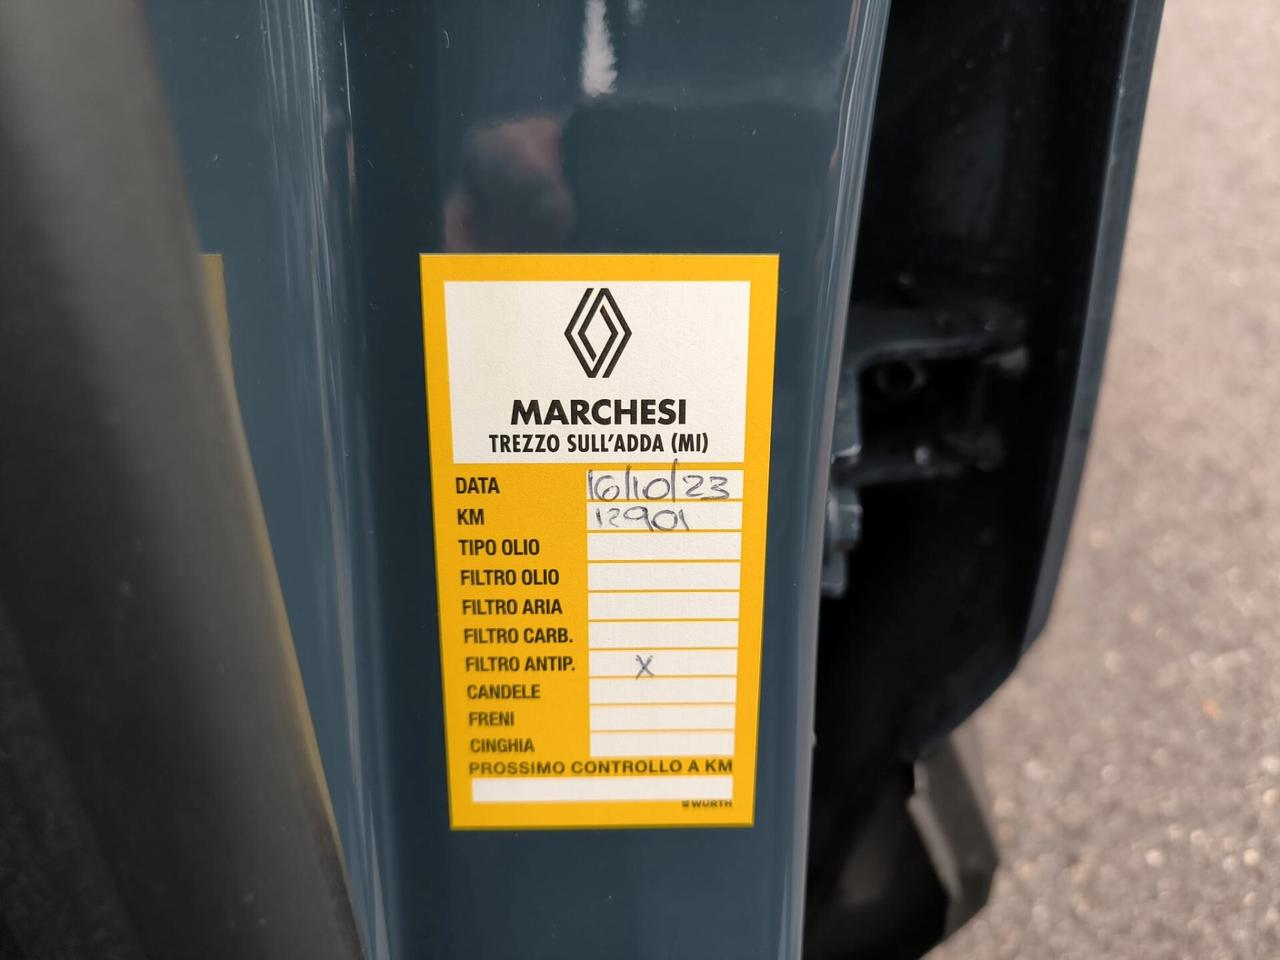 MARCHESI
TREZZO SULL'ADDA (MI)
DATA 16/10/23
KM 12901
TIPO OLIO
FILTRO OLIO
FILTRO ARIA
FILTRO CARB.
FILTRO ANTIP. X
CANDELE
FRENI
CINGHIA
PROSSIMO CONTROLLO A KM
WÜRTH